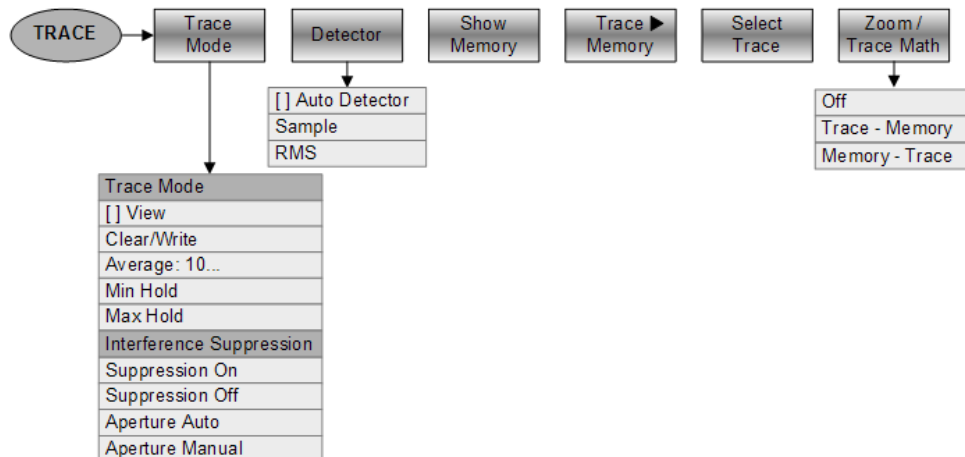 TRACE
Trace
Mode
Detector
Show
Memory
Trace ▶
Memory
Select
Trace
Zoom /
Trace Math
[ ] Auto Detector
Sample
RMS
Off
Trace - Memory
Memory - Trace
Trace Mode
[ ] View
Clear/Write
Average: 10...
Min Hold
Max Hold
Interference Suppression
Suppression On
Suppression Off
Aperture Auto
Aperture Manual